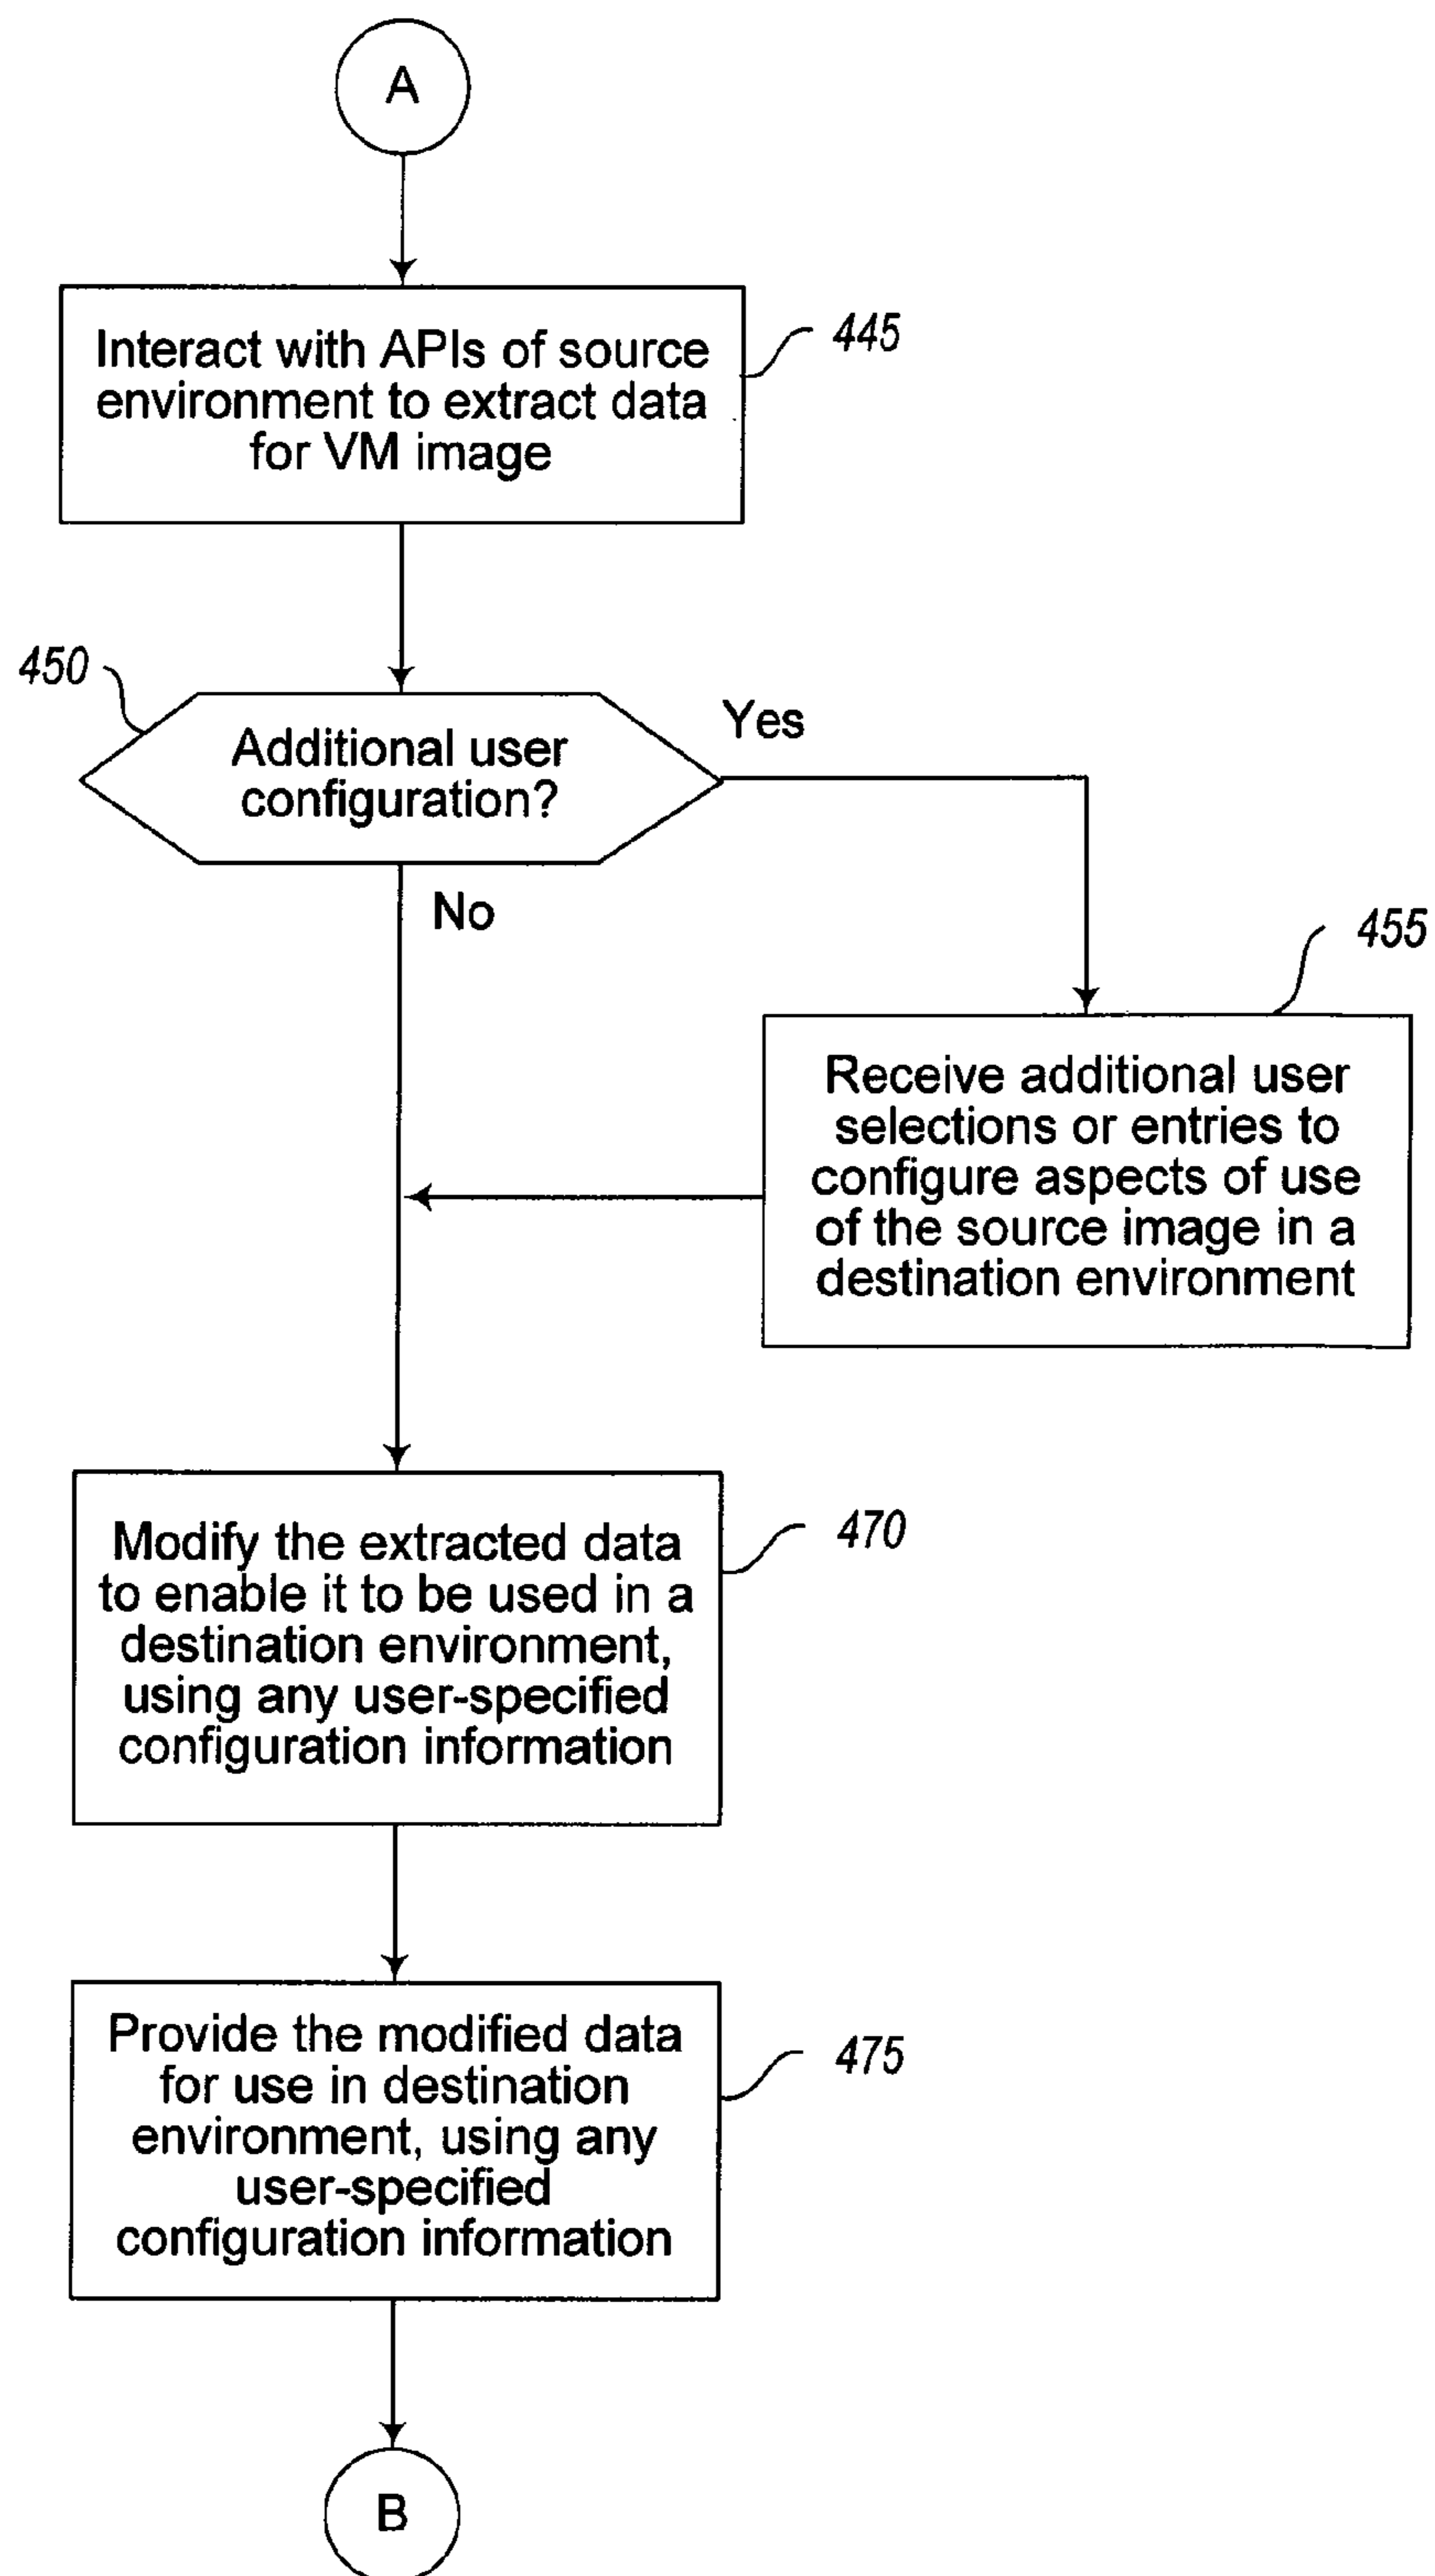 A
Interact with APIs of source
environment to extract data
for VM image
445
450
Additional user
configuration?
Yes
No
455
Receive additional user
selections or entries to
configure aspects of use
of the source image in a
destination environment
Modify the extracted data
to enable it to be used in a
destination environment,
using any user-specified
configuration information
470
Provide the modified data
for use in destination
environment, using any
user-specified
configuration information
475
B